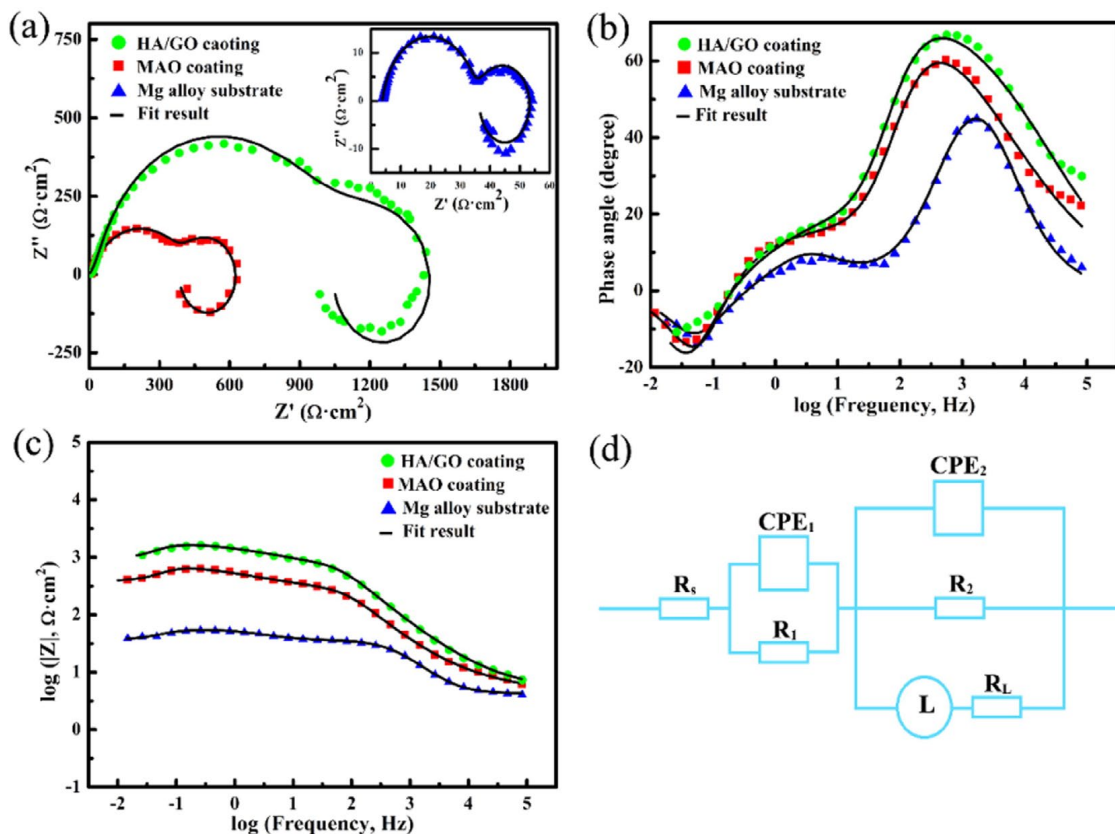 (a)
HA/GO caoting
MAO coating
Mg alloy substrate
Fit result
Z'' (Ω·cm²)
750
500
250
0
-250
0 300 600 900 1200 1500 1800
Z' (Ω·cm²)
Z'' (Ω·cm²)
10
0
-10
-20
10 20 30 40 50 60
Z' (Ω·cm²)
(b)
HA/GO coating
MAO coating
Mg alloy substrate
Fit result
Phase angle (degree)
60
40
20
0
-20
-2 -1 0 1 2 3 4 5
log (Freguency, Hz)
(c)
HA/GO coating
MAO coating
Mg alloy substrate
Fit result
log (|Z|, Ω·cm²)
5
4
3
2
1
0
-1
-2 -1 0 1 2 3 4 5
log (Frequency, Hz)
(d)
CPE₂
CPE₁
Rₛ
R₂
R₁
L
R_L